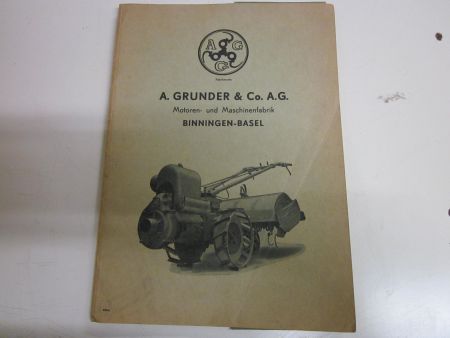 A G G
A. GRUNDER & Co. A.G.
Motoren- und Maschinenfabrik
BINNINGEN-BASEL